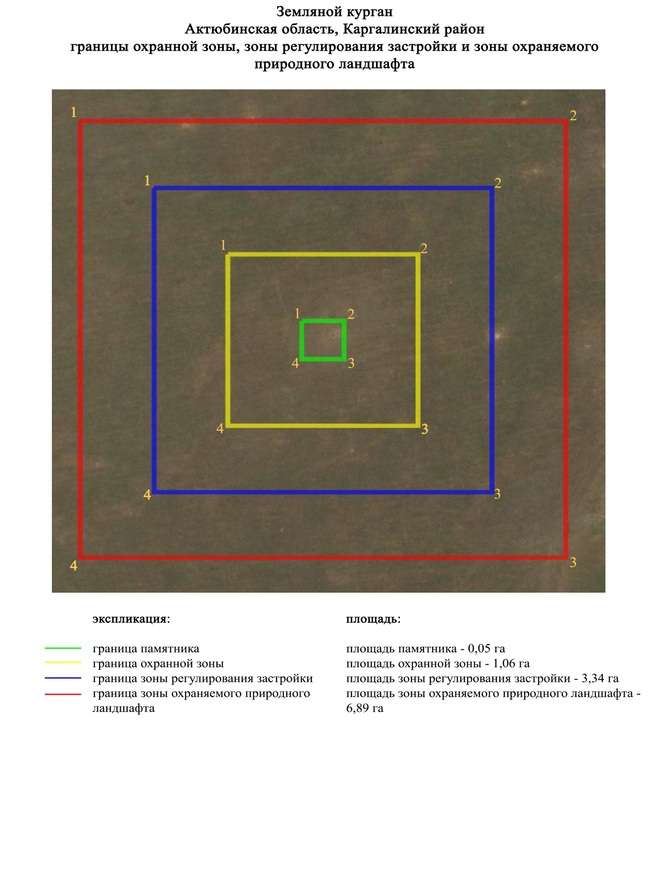 Земляной курган
Актюбинская область, Каргалинский район
границы охранной зоны, зоны регулирования застройки и зоны охраняемого
природного ландшафта
1
2
1
2
1
2
1
2
4
3
4
3
4
3
4
3
экспликация:
площадь:
граница памятника
площадь памятника - 0,05 га
граница охранной зоны
площадь охранной зоны - 1,06 га
граница зоны регулирования застройки
площадь зоны регулирования застройки - 3,34 га
граница зоны охраняемого природного
площадь зоны охраняемого природного ландшафта -
ландшафта
6,89 га